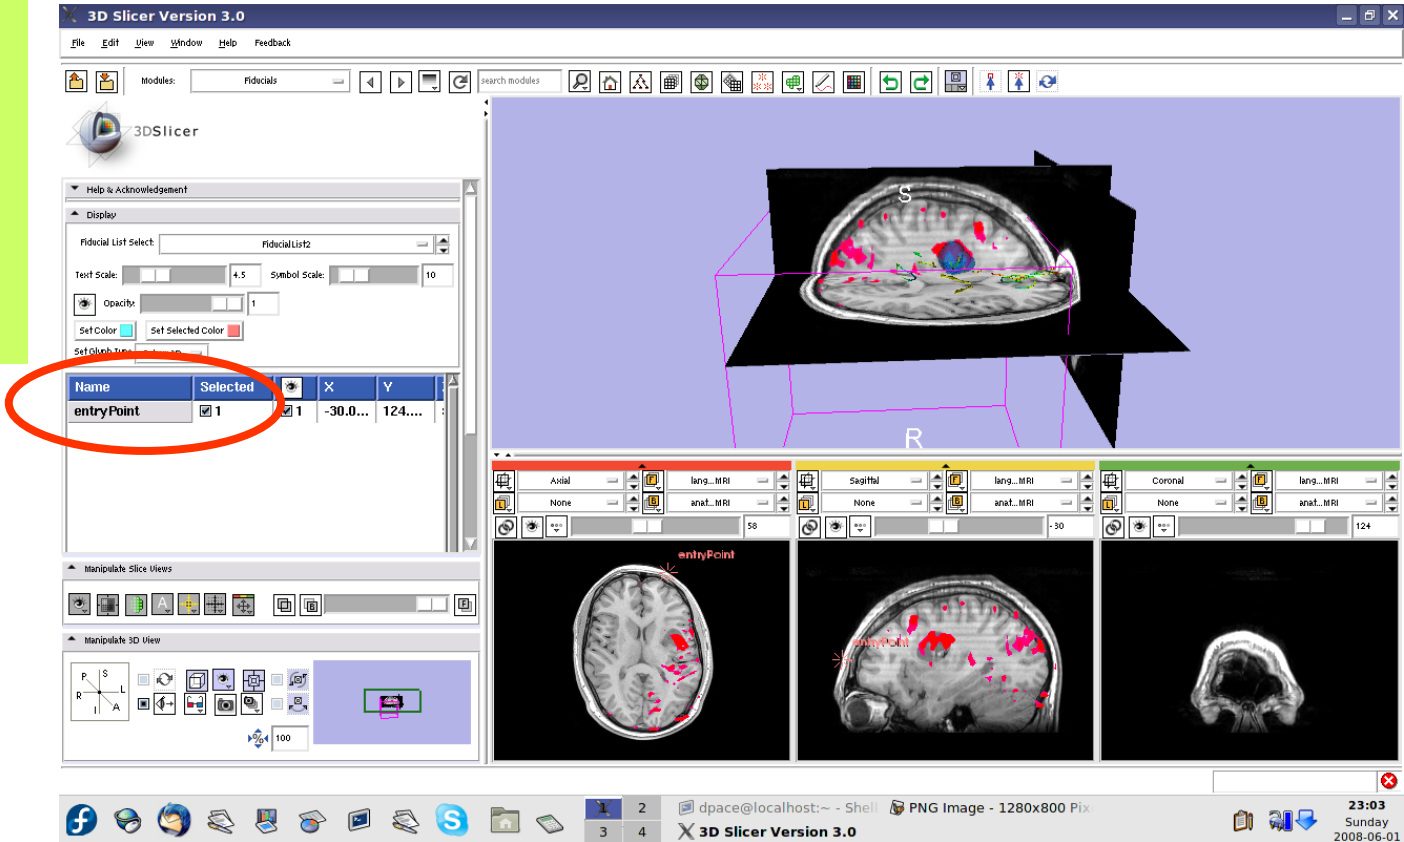 3D Slicer Version 3.0
File Edit View Window Help Feedback
Modules: Fiducials search modules
3DSlicer
Help & Acknowledgement
Display
Fiducial List Select: FiducialList2
Text Scale: 4.5 Symbol Scale: 10
Opacity: 1
Set Color Set Selected Color
Set Glyph Type
Name Selected X Y
entryPoint 1 1 -30.0... 124....
S
R
Axial lang...MRI Sagittal lang...MRI Coronal lang...MRI
None anat...MRI None anat...MRI None anat...MRI
58 -30 124
entryPoint
entryPoint
Manipulate Slice Views
Manipulate 3D View
P S
R L
I A
100
1 2 dpace@localhost:~ - Shell PNG Image - 1280x800 Pix
3 4 3D Slicer Version 3.0
23:03
Sunday
2008-06-01